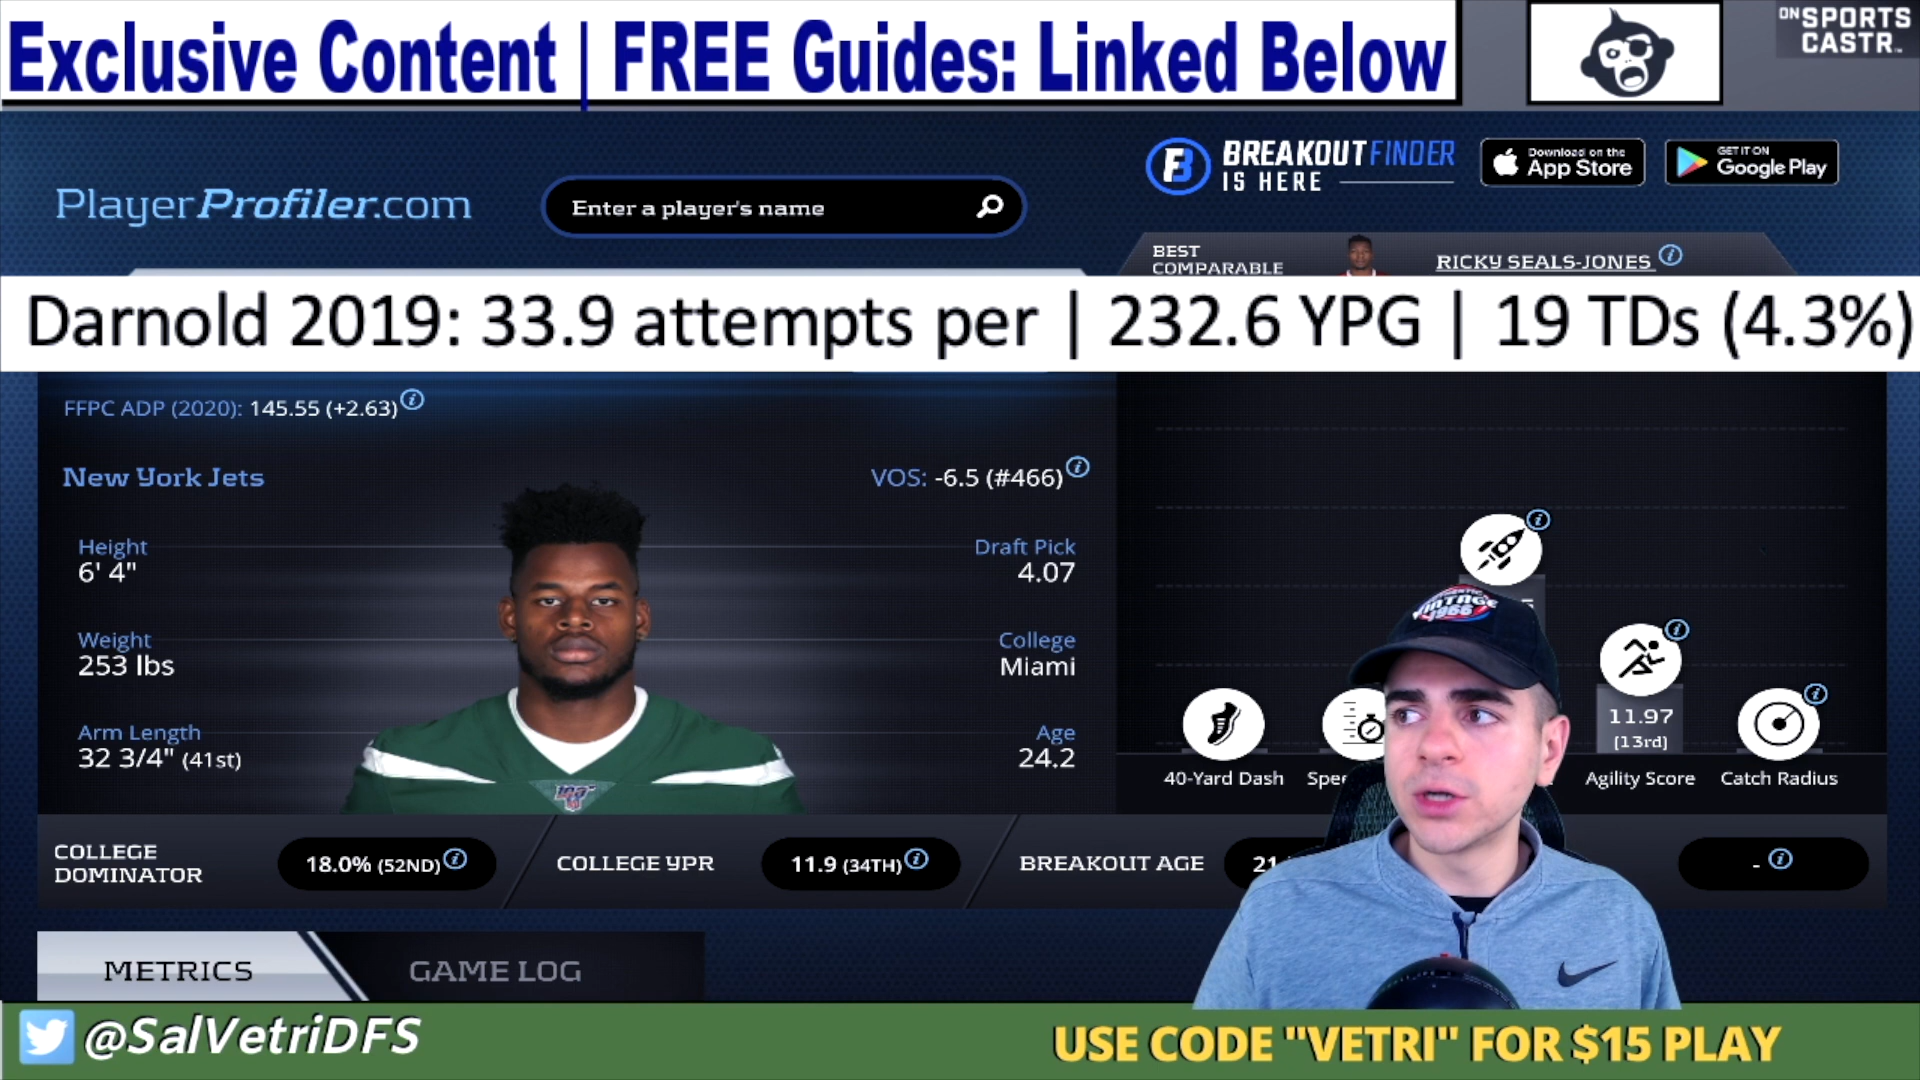 Exclusive Content | FREE Guides: Linked Below
ON SPORTS
CASTR
PlayerProfiler.com
Enter a player's name
BREAKOUTFINDER
IS HERE
Download on the
App Store
GET IT ON
Google Play
BEST
COMPARABLE
RICKY SEALS-JONES
Darnold 2019: 33.9 attempts per | 232.6 YPG | 19 TDs (4.3%)
FFPC ADP (2020): 145.55 (+2.63)
New York Jets
VOS: -6.5 (#466)
Height
6' 4"
Draft Pick
4.07
Weight
253 lbs
College
Miami
Arm Length
32 3/4" (41st)
Age
24.2
VINTAGE
1966
11.97
[13rd]
40-Yard Dash
Agility Score
Catch Radius
COLLEGE
DOMINATOR
18.0% (52ND)
COLLEGE YPR
11.9 (34TH)
BREAKOUT AGE
21
-
METRICS
GAME LOG
@SalVetriDFS
USE CODE "VETRI" FOR $15 PLAY